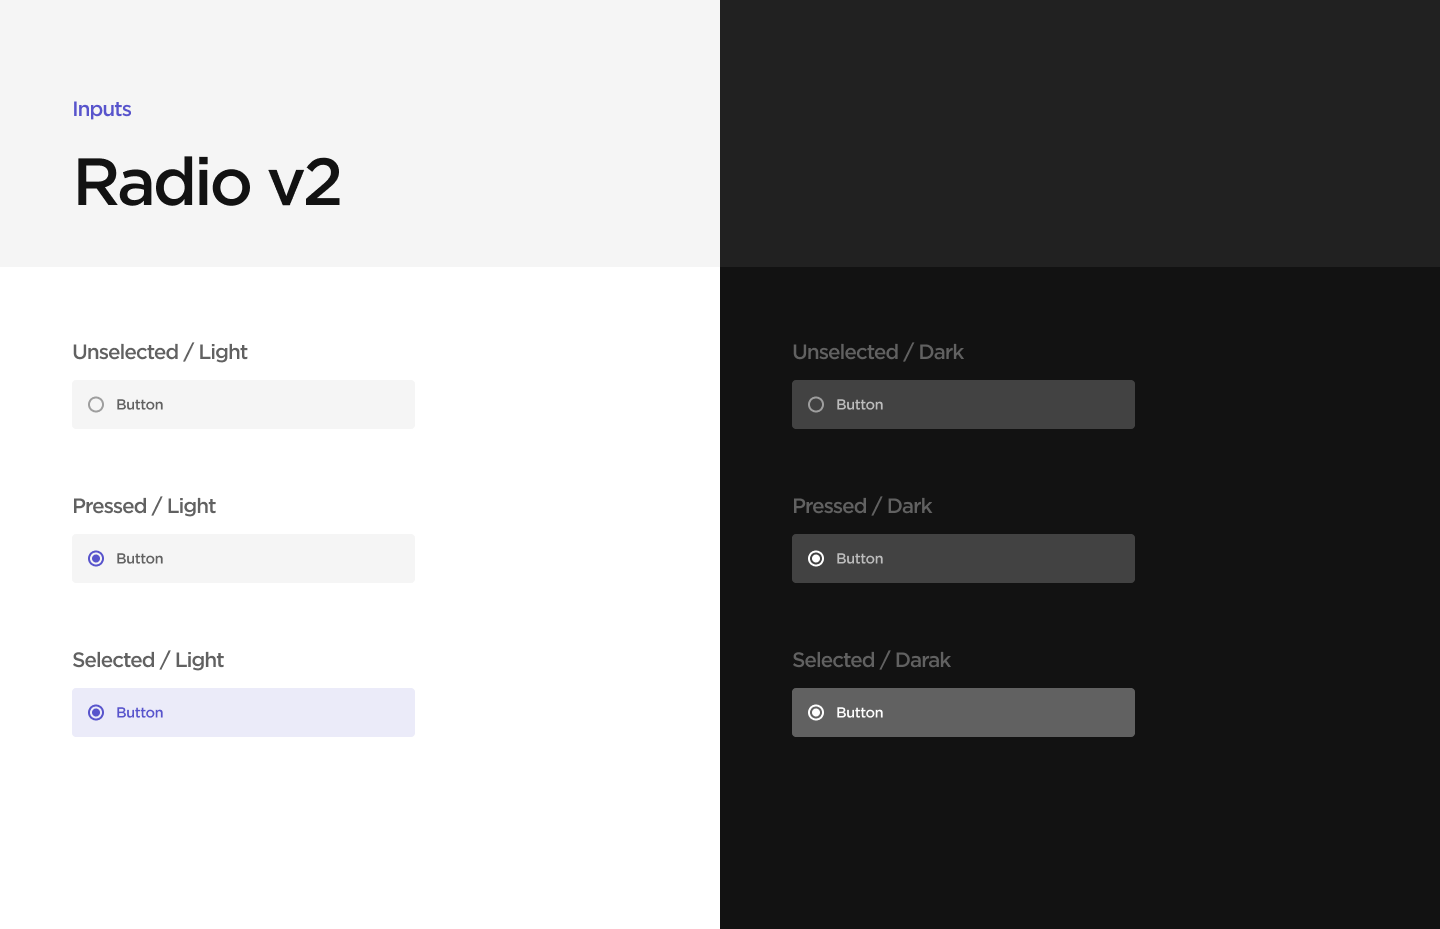 Inputs
Radio v2
Unselected / Light
Button
Pressed / Light
Button
Selected / Light
Button
Unselected / Dark
Button
Pressed / Dark
Button
Selected / Darak
Button